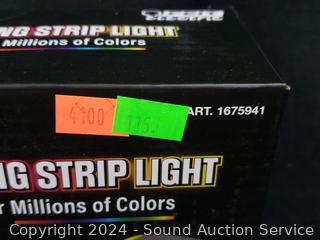 ELECTRIC
NG STRIP LIGHT
Millions of Colors
4100
ART. 1675941
NG STRIP LIGHT
r Millions of Colors
Copyright 2024 - Sound Auction Service